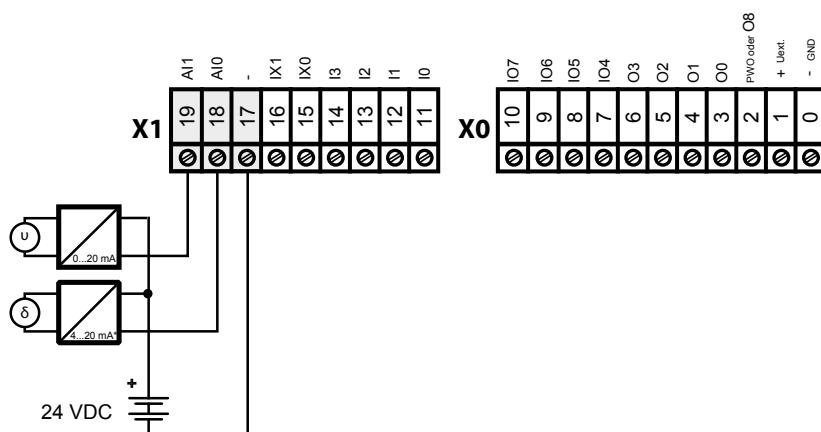 AI1 AI0 - IX1 IX0 I3 I2 I1 I0
X1 19 18 17 16 15 14 13 12 11
IO7 IO6 IO5 IO4 O3 O2 O1 O0 PWO oder O8 + Uext. - GND
X0 10 9 8 7 6 5 4 3 2 1 0
υ
0...20 mA
δ
4...20 mA*
+
24 VDC